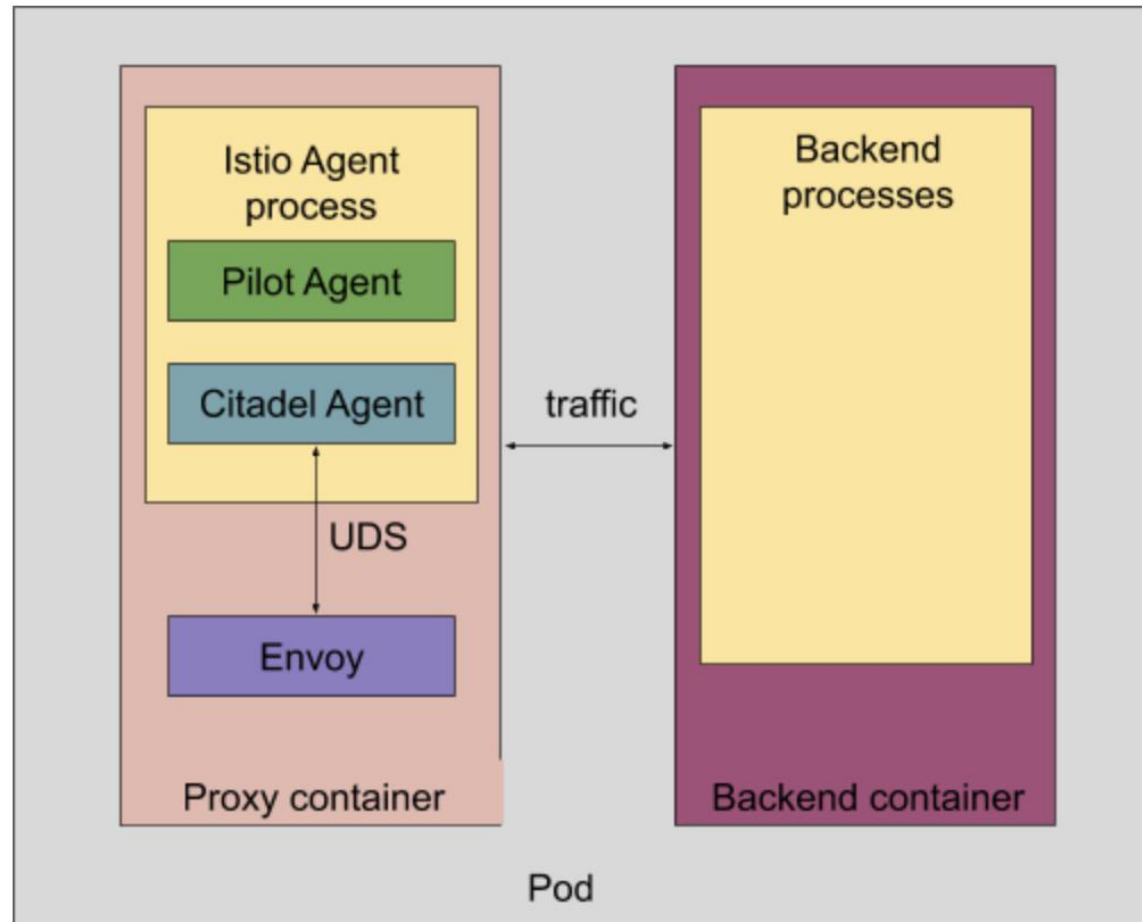 Istio Agent
process
Pilot Agent
Citadel Agent
UDS
Envoy
Proxy container
traffic
Backend
processes
Backend container
Pod